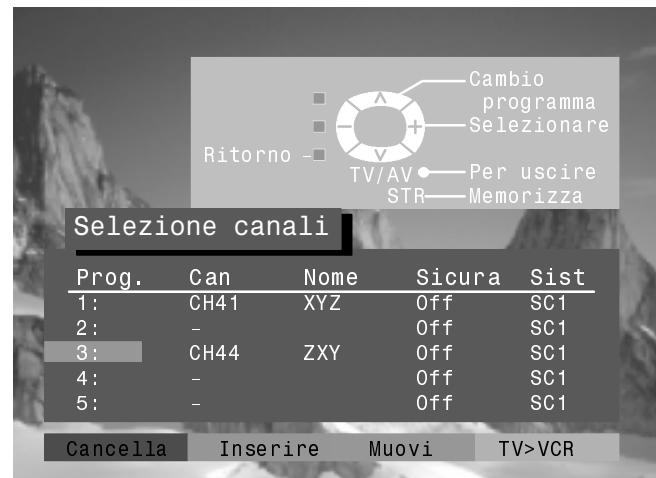 Cambio
programma
Selezionare
Ritorno
TV/AV Per uscire
STR Memorizza
Selezione canali
Prog. Can Nome Sicura Sist
1: CH41 XYZ Off SC1
2: – Off SC1
3: CH44 ZXY Off SC1
4: – Off SC1
5: – Off SC1
Cancella Inserire Muovi TV>VCR